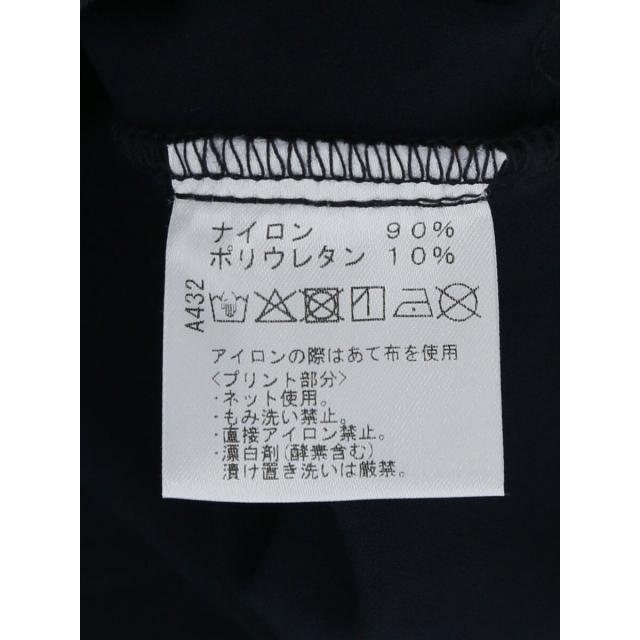 ナイロン 90%
ポリウレタン 10%
A432
アイロンの際はあて布を使用
〈プリント部分〉
・ネット使用。
・もみ洗い禁止。
・直接アイロン禁止。
・漂白剤(酵素含む)
漬け置き洗いは厳禁。